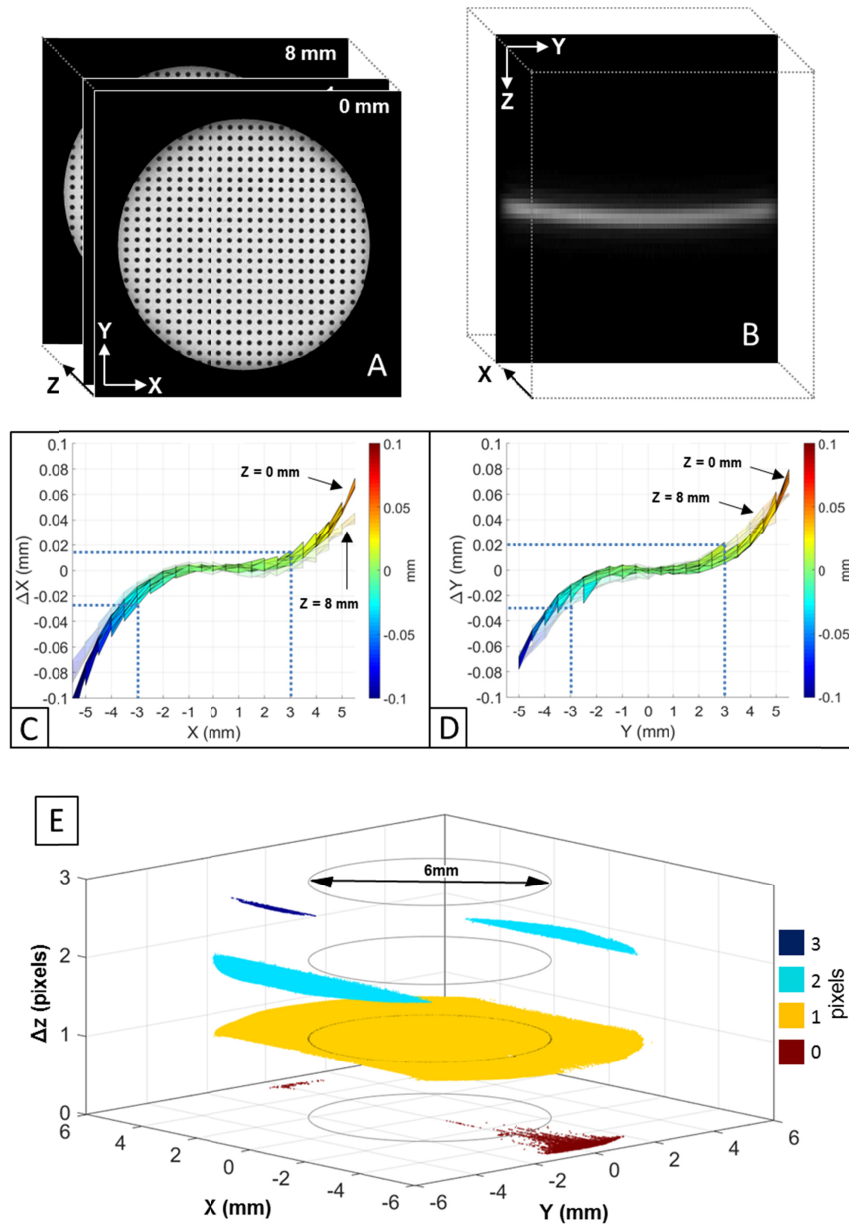 8 mm
0 mm
Y
X
Z
A
Y
Z
X
B
0.1
0.08
0.06
0.04
0.02
0
-0.02
-0.04
-0.06
-0.08
-0.1
ΔX (mm)
-5 -4 -3 -2 -1 0 1 2 3 4 5
X (mm)
Z = 0 mm
Z = 8 mm
0.1
0.05
0
-0.05
-0.1
mm
C
0.1
0.08
0.06
0.04
0.02
0
-0.02
-0.04
-0.06
-0.08
-0.1
ΔY (mm)
-5 -4 -3 -2 -1 0 1 2 3 4 5
Y (mm)
Z = 0 mm
Z = 8 mm
0.1
0.05
0
-0.05
-0.1
mm
D
E
6mm
3
2
1
0
Δz (pixels)
6 4 2 0 -2 -4 -6
X (mm)
-6 -4 -2 0 2 4 6
Y (mm)
3
2
1
0
pixels